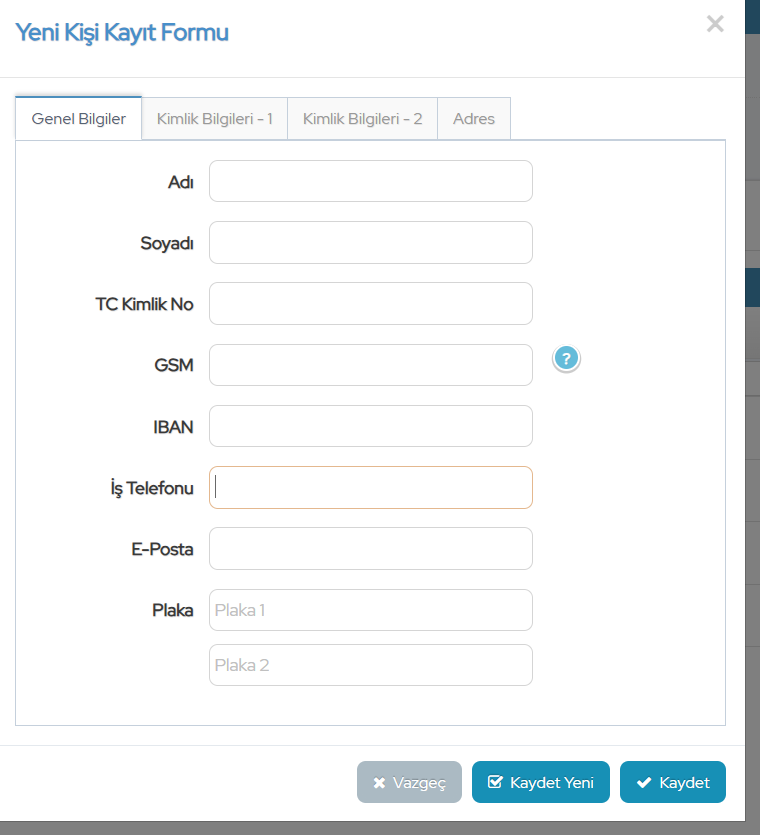 Yeni Kişi Kayıt Formu
×
Genel Bilgiler
Kimlik Bilgileri - 1
Kimlik Bilgileri - 2
Adres
Adı
Soyadı
TC Kimlik No
GSM
?
IBAN
İş Telefonu
E-Posta
Plaka
Plaka 1
Plaka 2
Vazgeç
Kaydet Yeni
Kaydet